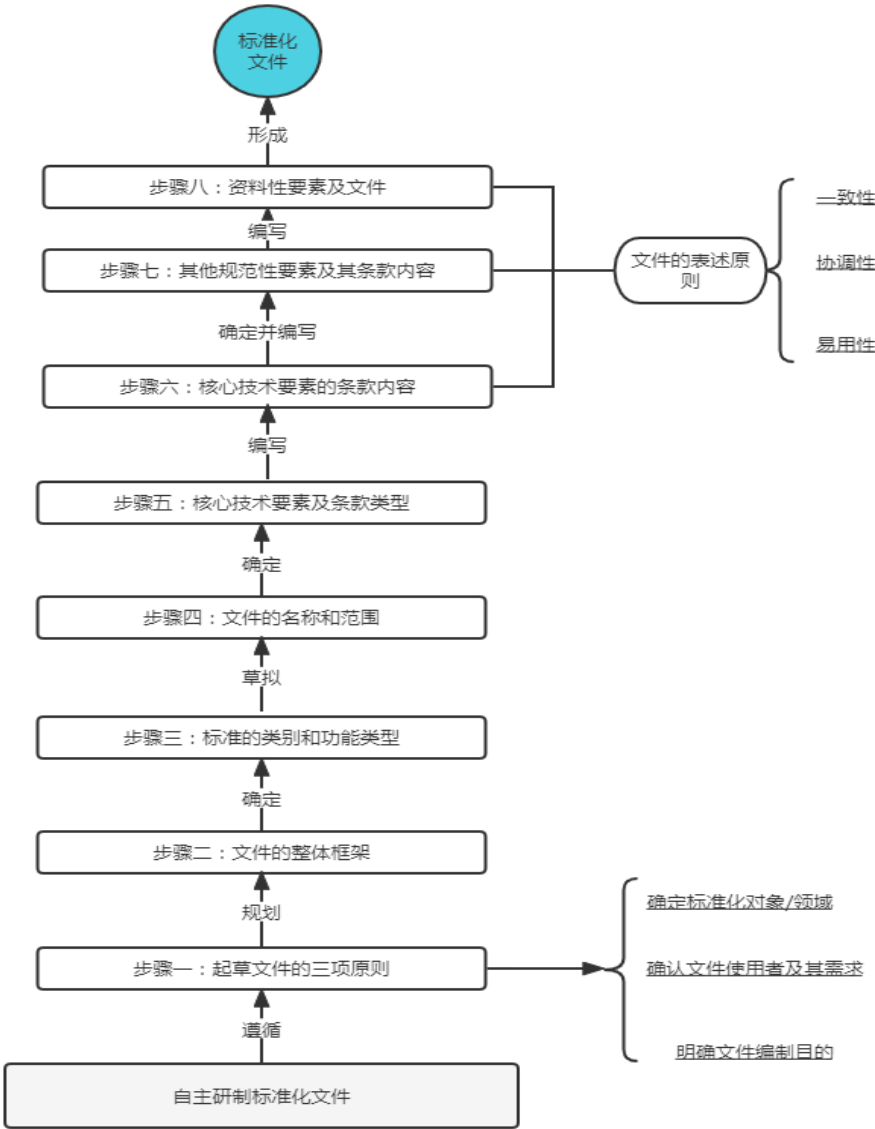 标准化
文件
形成
步骤八：资料性要素及文件
编写
步骤七：其他规范性要素及其条款内容
确定并编写
步骤六：核心技术要素的条款内容
编写
步骤五：核心技术要素及条款类型
确定
步骤四：文件的名称和范围
草拟
步骤三：标准的类别和功能类型
确定
步骤二：文件的整体框架
规划
步骤一：起草文件的三项原则
遵循
自主研制标准化文件
文件的表述原
则
一致性
协调性
易用性
确定标准化对象/领域
确认文件使用者及其需求
明确文件编制目的